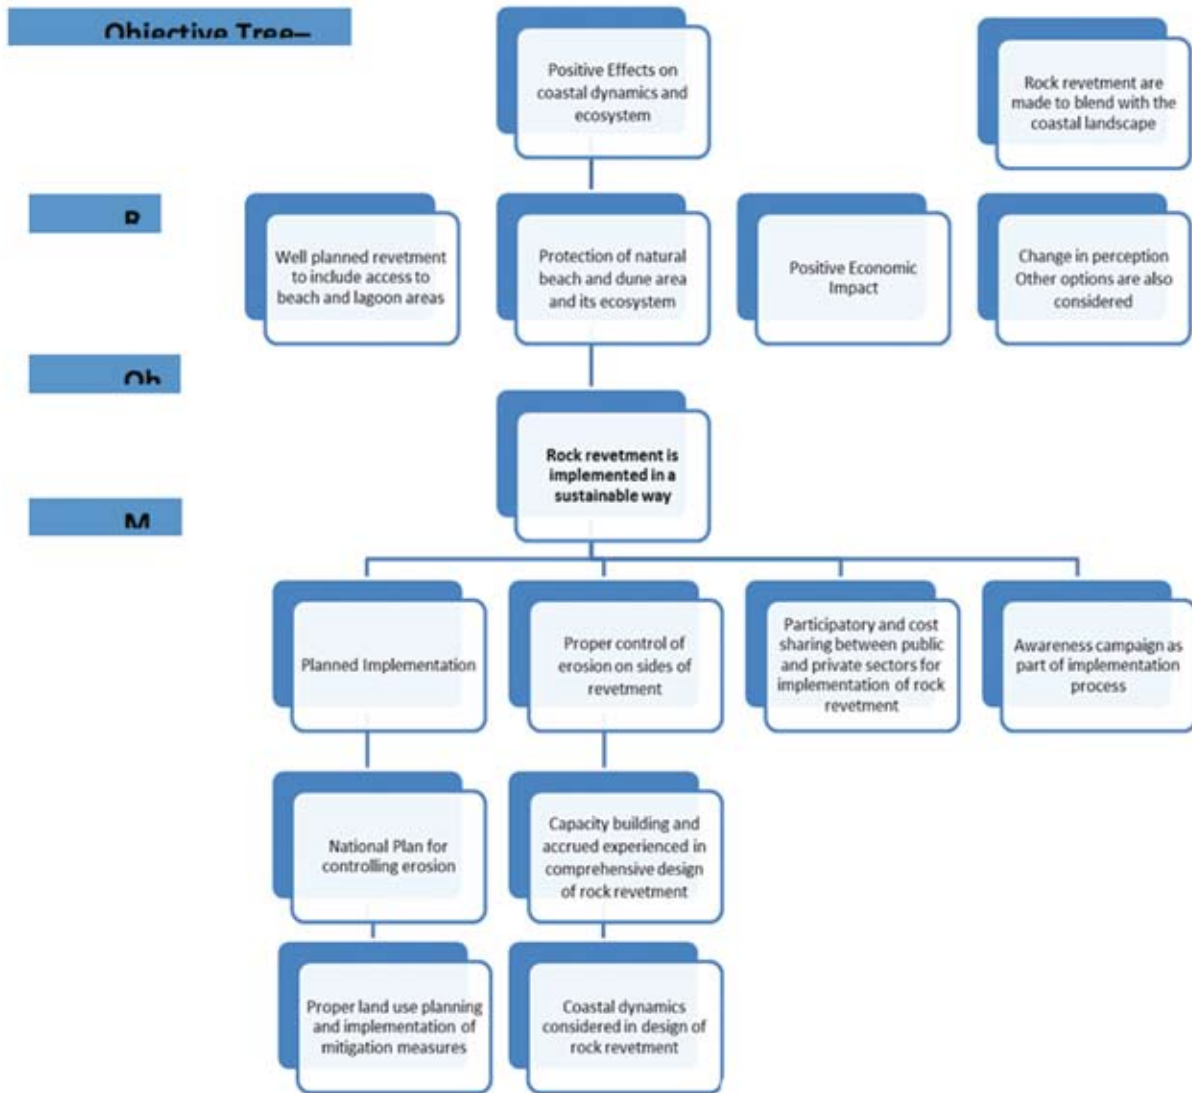 Objective Tree–
Positive Effects on
coastal dynamics and
ecosystem
Rock revetment are
made to blend with the
coastal landscape
R
Well planned revetment
to include access to
beach and lagoon areas
Protection of natural
beach and dune area
and its ecosystem
Positive Economic
Impact
Change in perception
Other options are also
considered
Ob
Rock revetment is
implemented in a
sustainable way
M
Planned Implementation
Proper control of
erosion on sides of
revetment
Participatory and cost
sharing between public
and private sectors for
implementation of rock
revetment
Awareness campaign as
part of implementation
process
National Plan for
controlling erosion
Capacity building and
accrued experienced in
comprehensive design
of rock revetment
Proper land use planning
and implementation of
mitigation measures
Coastal dynamics
considered in design of
rock revetment